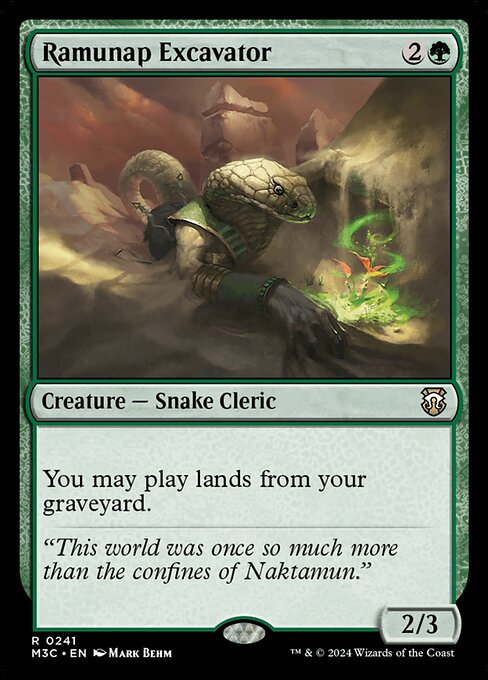 Ramunap Excavator 2
Creature — Snake Cleric
You may play lands from your
graveyard.
“This world was once so much more
than the confines of Naktamun.”
2/3
R 0241
M3C • EN Mark Behm
™ & © 2024 Wizards of the Coast